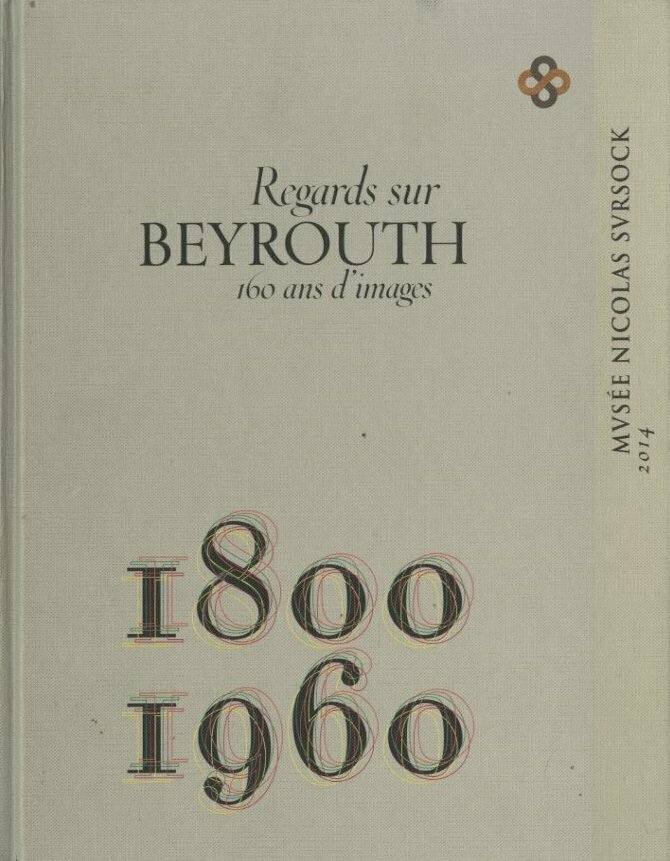 Regards sur
BEYROUTH
160 ans d'images
MVSÉE NICOLAS SVRSOCK
2014
1800
1960